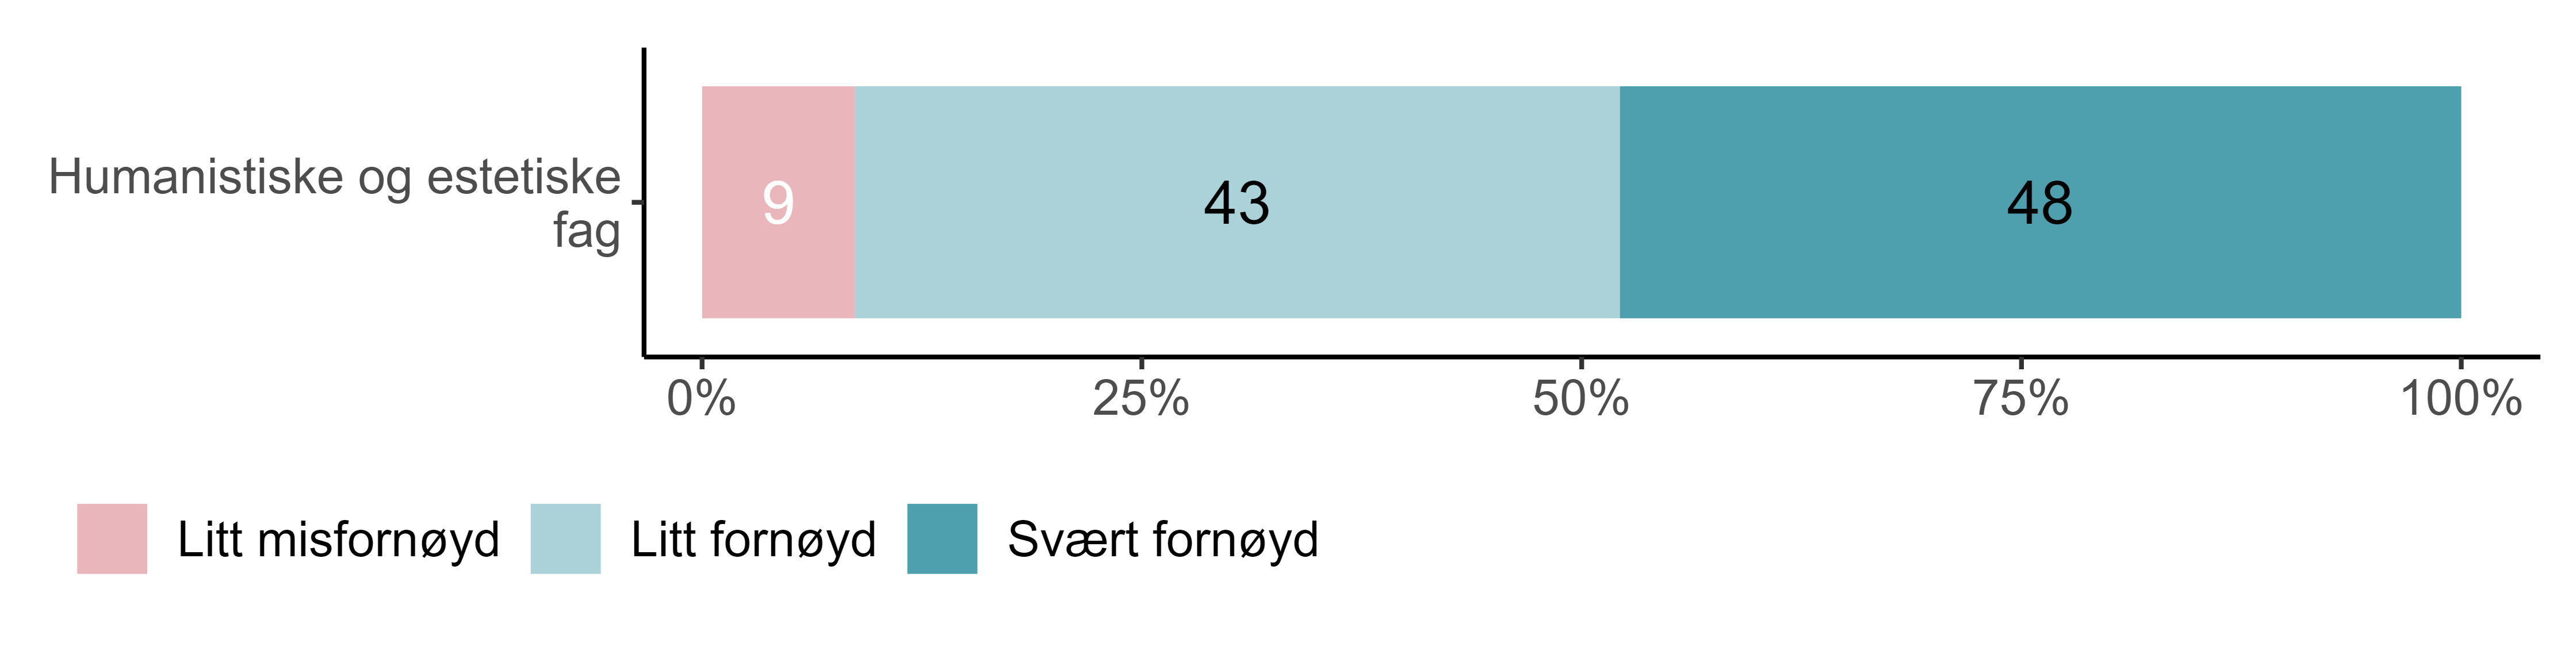 Humanistiske og estetiske
fag
9 43 48
0% 25% 50% 75% 100%
Litt misfornøyd Litt fornøyd Svært fornøyd